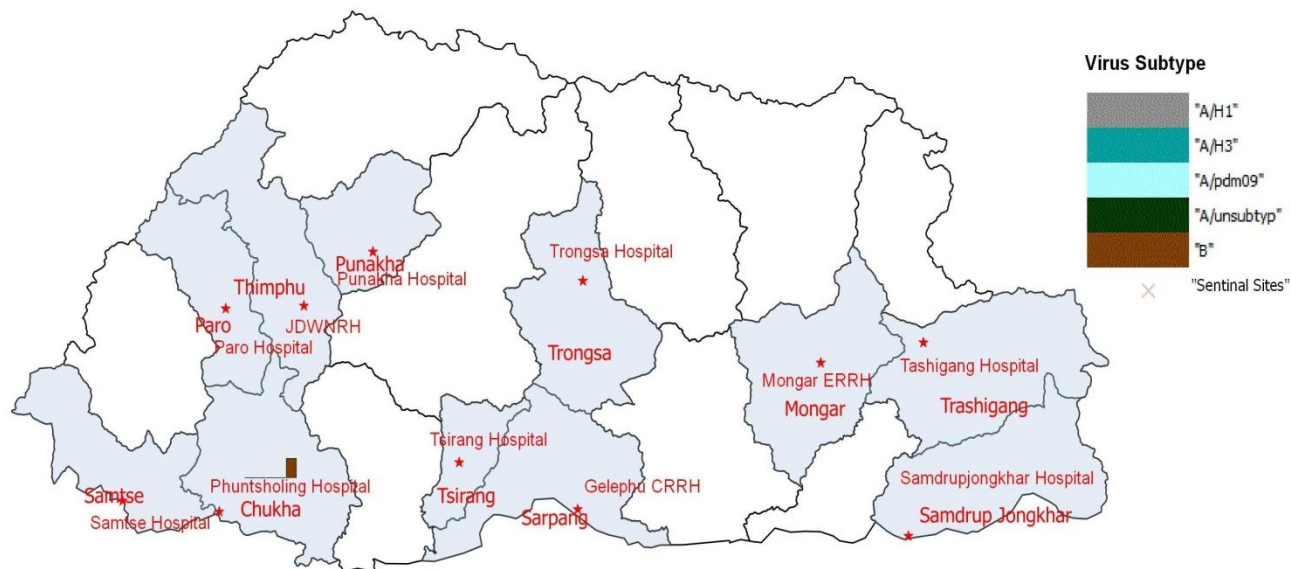 Virus Subtype
"A/H1"
"A/H3"
"A/pdm09"
"A/unsubtyp"
"B"
"Sentinal Sites"
Punakha
Punakha Hospital
Trongsa Hospital
Thimphu
JDWNRH
Paro
Paro Hospital
Trongsa
Mongar ERRH
Mongar
Tashigang Hospital
Trashigang
Tsirang Hospital
Tsirang
Gelephu CRRH
Sarpang
Samdrupjongkhar Hospital
Samdrup Jongkhar
Phuntsholing Hospital
Chukha
Samtse
Samtse Hospital